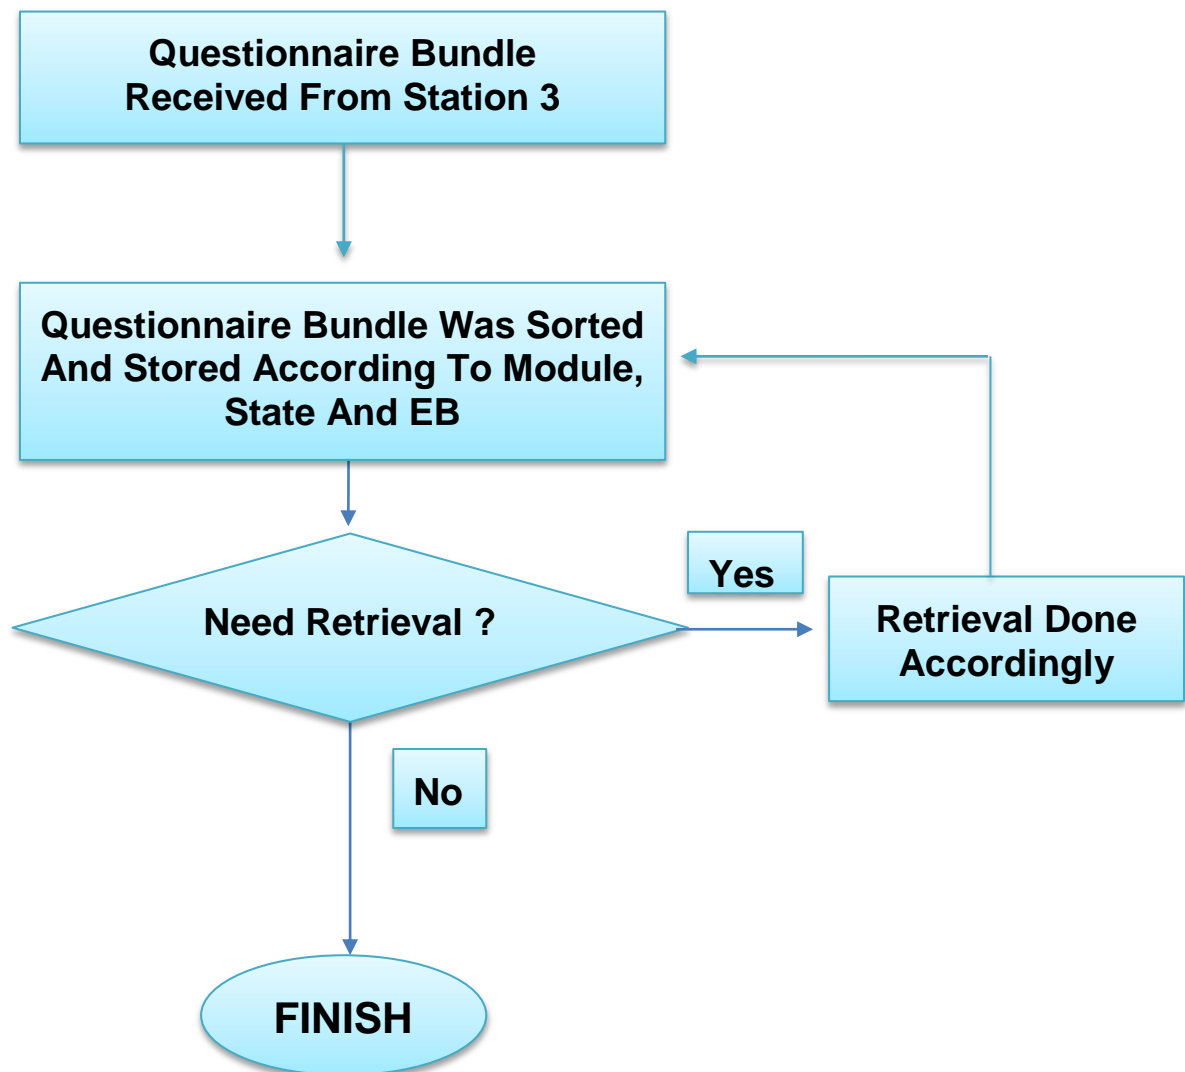 Questionnaire Bundle
Received From Station 3
Questionnaire Bundle Was Sorted
And Stored According To Module,
State And EB
Need Retrieval ?
Yes
Retrieval Done
Accordingly
No
FINISH